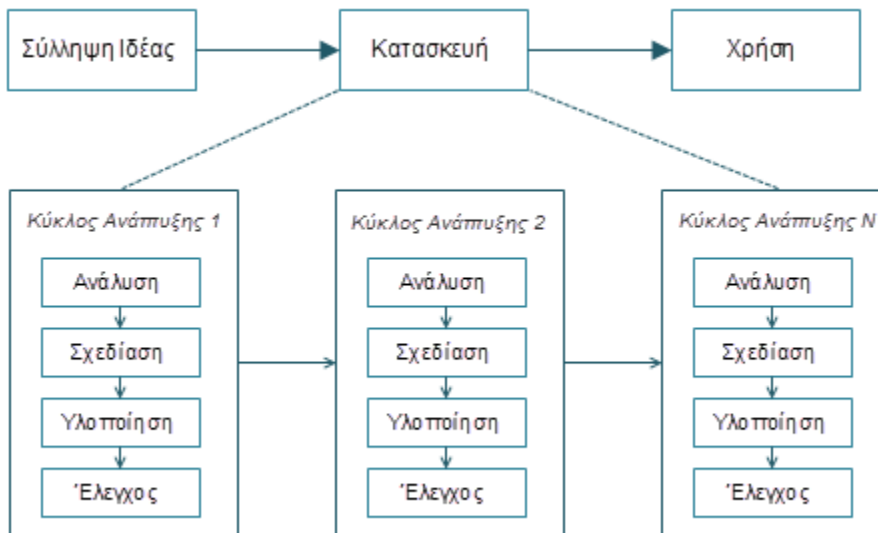 Σύλληψη Ιδέας
Κατασκευή
Χρήση
Κύκλος Ανάπτυξης 1
Ανάλυση
Σχεδίαση
Υλοποίηση
Έλεγχος
Κύκλος Ανάπτυξης 2
Ανάλυση
Σχεδίαση
Υλοποίηση
Έλεγχος
Κύκλος Ανάπτυξης Ν
Ανάλυση
Σχεδίαση
Υλοποίηση
Έλεγχος